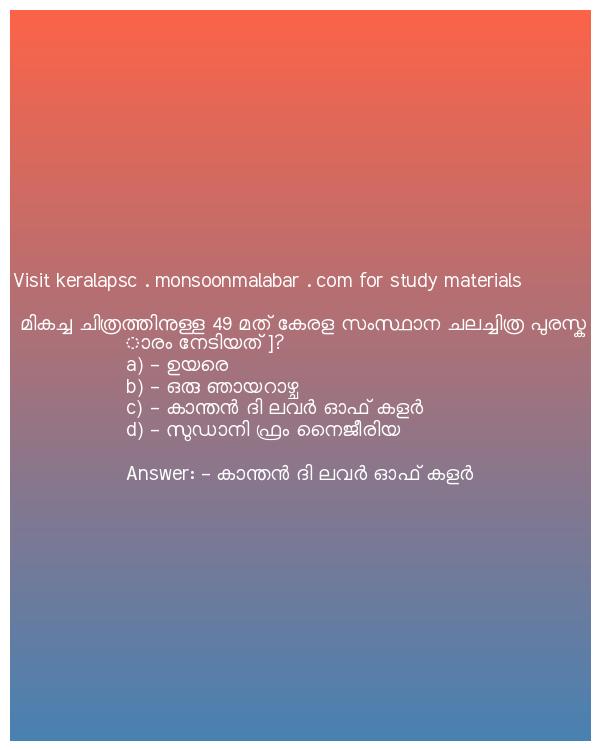 Visit keralapsc . monsoonmalabar . com for study materials
മികച്ച ചിത്രത്തിനുള്ള 49 മത് കേരള സംസ്ഥാന ചലച്ചിത്ര പുരസ്ക
ാരം നേടിയത് ]?
a) – ഉയരെ
b) – ഒരു ഞായറാഴ്ച
c) – കാന്തൻ ദി ലവർ ഓഫ് കളർ
d) – സുഡാനി ഫ്രം നൈജീരിയ
Answer: – കാന്തൻ ദി ലവർ ഓഫ് കളർ